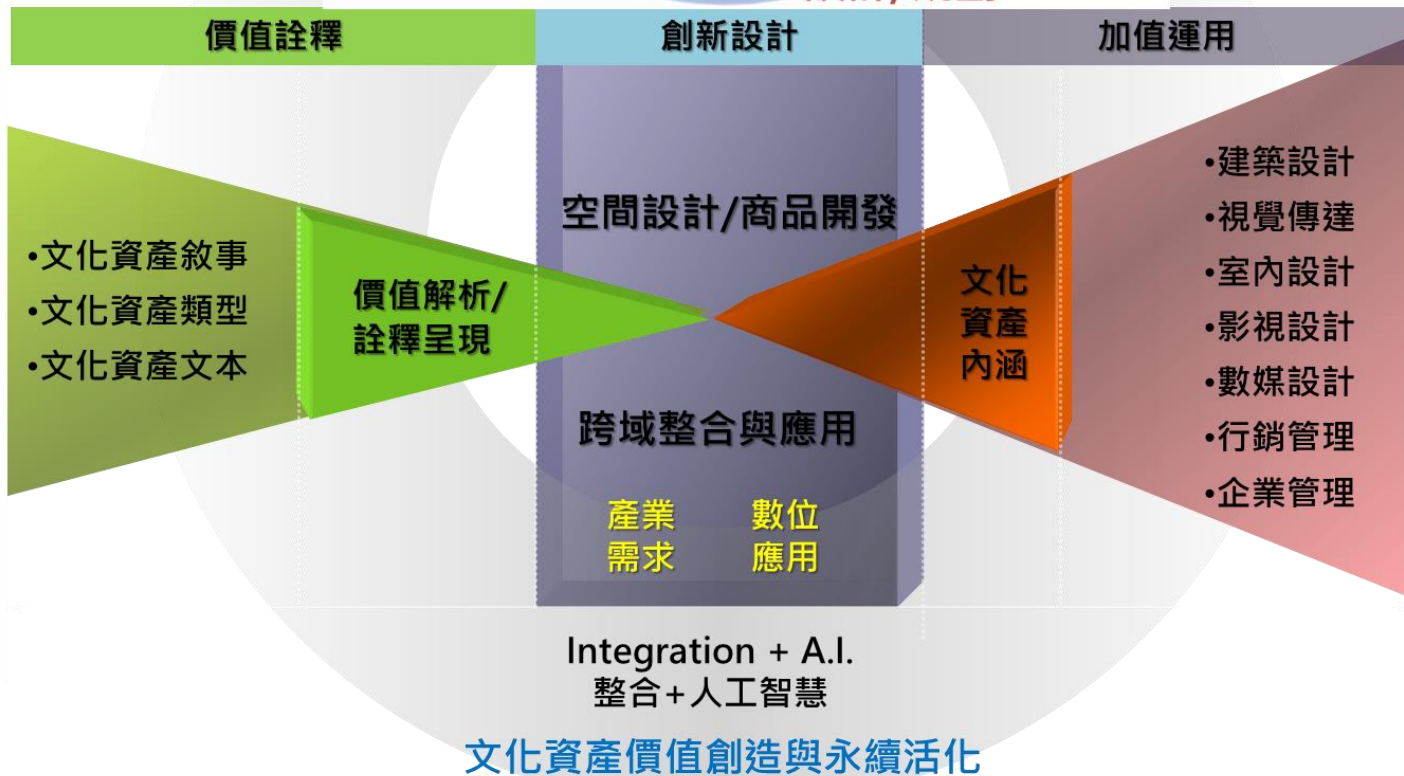 價值詮釋
創新設計
加值運用
•文化資產敘事
•文化資產類型
•文化資產文本
價值解析/
詮釋呈現
空間設計/商品開發
跨域整合與應用
產業
需求
數位
應用
文化
資產
內涵
•建築設計
•視覺傳達
•室內設計
•影視設計
•數媒設計
•行銷管理
•企業管理
Integration + A.I.
整合+人工智慧
文化資產價值創造與永續活化